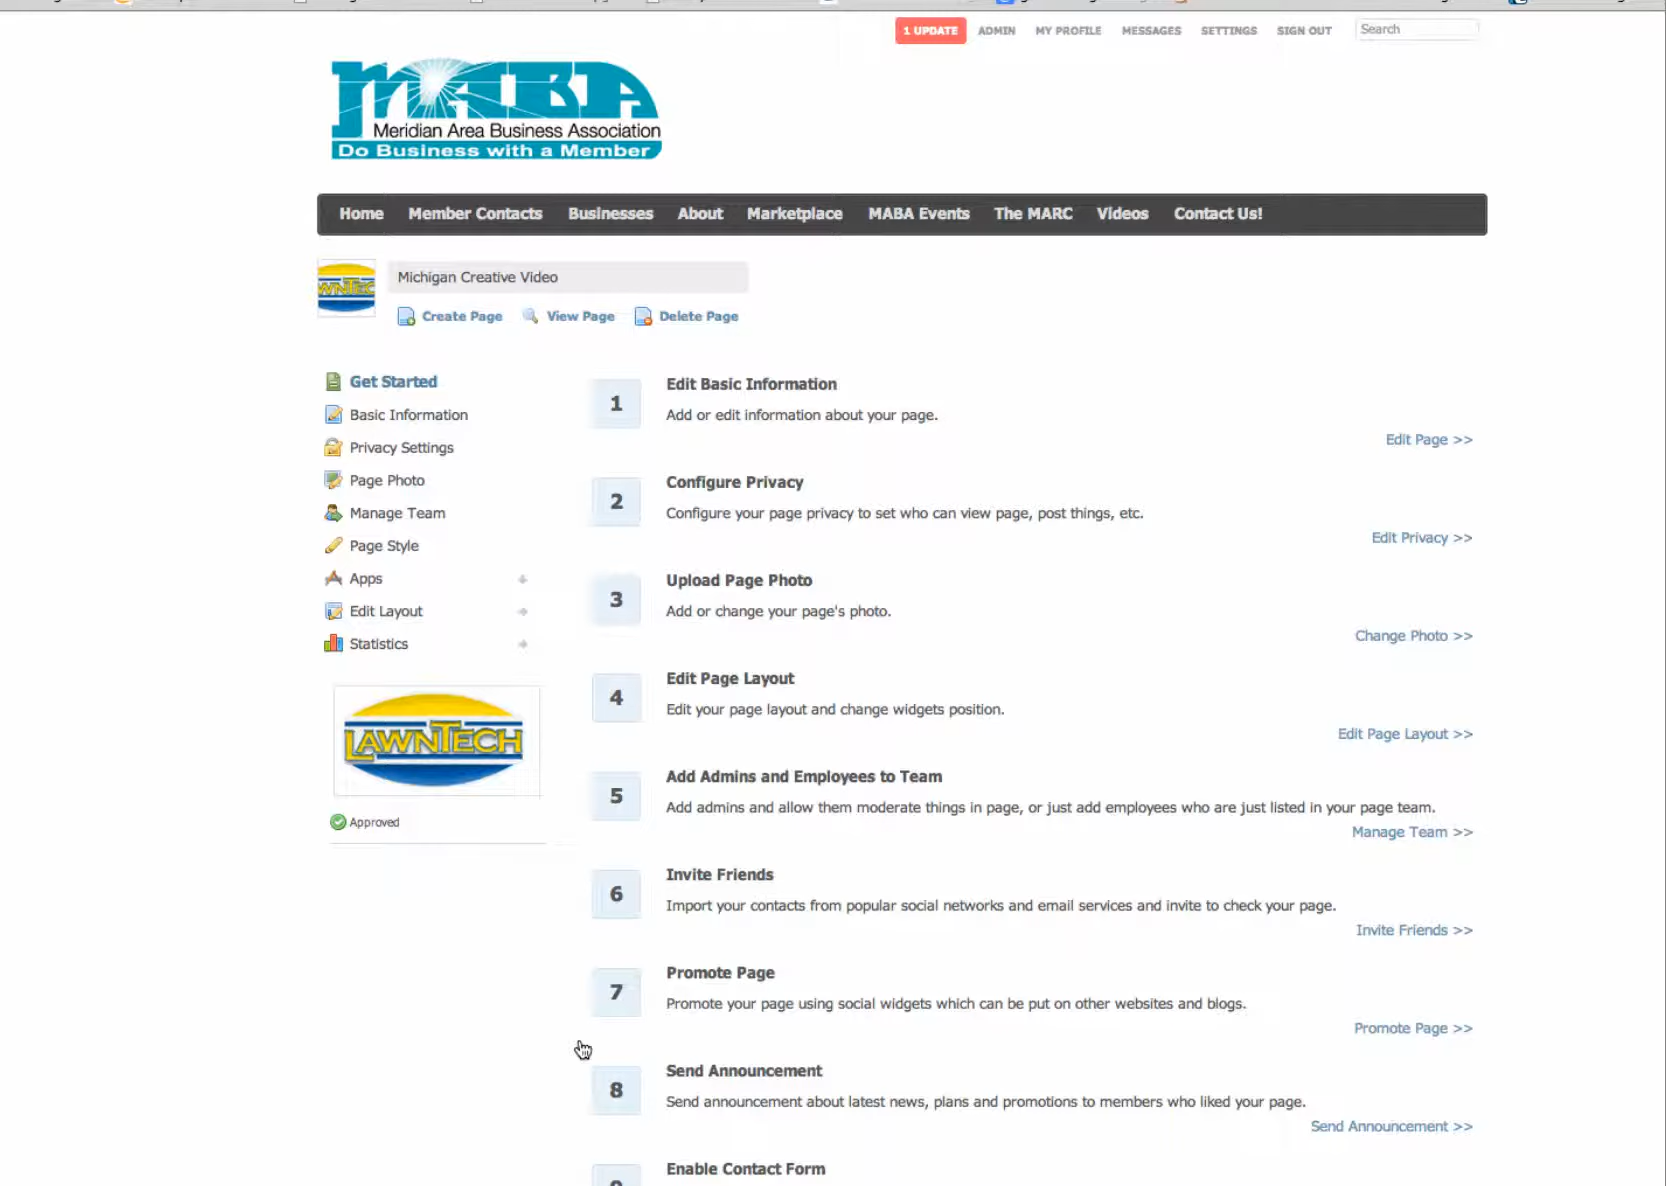 1 UPDATE ADMIN MY PROFILE MESSAGES SETTINGS SIGN OUT Search
MABA
Meridian Area Business Association
Do Business with a Member
Home Member Contacts Businesses About Marketplace MABA Events The MARC Videos Contact Us!
Michigan Creative Video
Create Page View Page Delete Page
Get Started
Basic Information
Privacy Settings
Page Photo
Manage Team
Page Style
Apps
Edit Layout
Statistics
LAWNTECH
Approved
1 Edit Basic Information
Add or edit information about your page.
Edit Page >>
2 Configure Privacy
Configure your page privacy to set who can view page, post things, etc.
Edit Privacy >>
3 Upload Page Photo
Add or change your page's photo.
Change Photo >>
4 Edit Page Layout
Edit your page layout and change widgets position.
Edit Page Layout >>
5 Add Admins and Employees to Team
Add admins and allow them moderate things in page, or just add employees who are just listed in your page team.
Manage Team >>
6 Invite Friends
Import your contacts from popular social networks and email services and invite to check your page.
Invite Friends >>
7 Promote Page
Promote your page using social widgets which can be put on other websites and blogs.
Promote Page >>
8 Send Announcement
Send announcement about latest news, plans and promotions to members who liked your page.
Send Announcement >>
Enable Contact Form